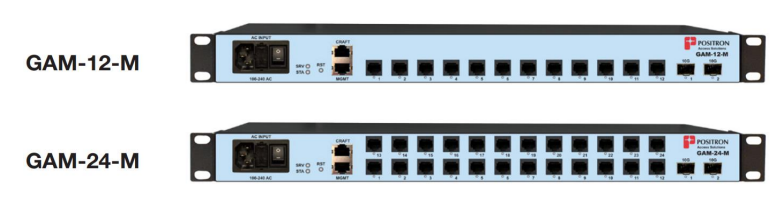 GAM-12-M
AC INPUT
100-240 AC
SRV
STA
RST
CRAFT
MGMT
1 2 3 4 5 6 7 8 9 10 11 12
POSITRON
Access Solutions
GAM-12-M
10G 10G
1 2
GAM-24-M
AC INPUT
100-240 AC
SRV
STA
RST
CRAFT
MGMT
13 14 15 16 17 18 19 20 21 22 23 24
1 2 3 4 5 6 7 8 9 10 11 12
POSITRON
Access Solutions
GAM-24-M
10G 10G
1 2